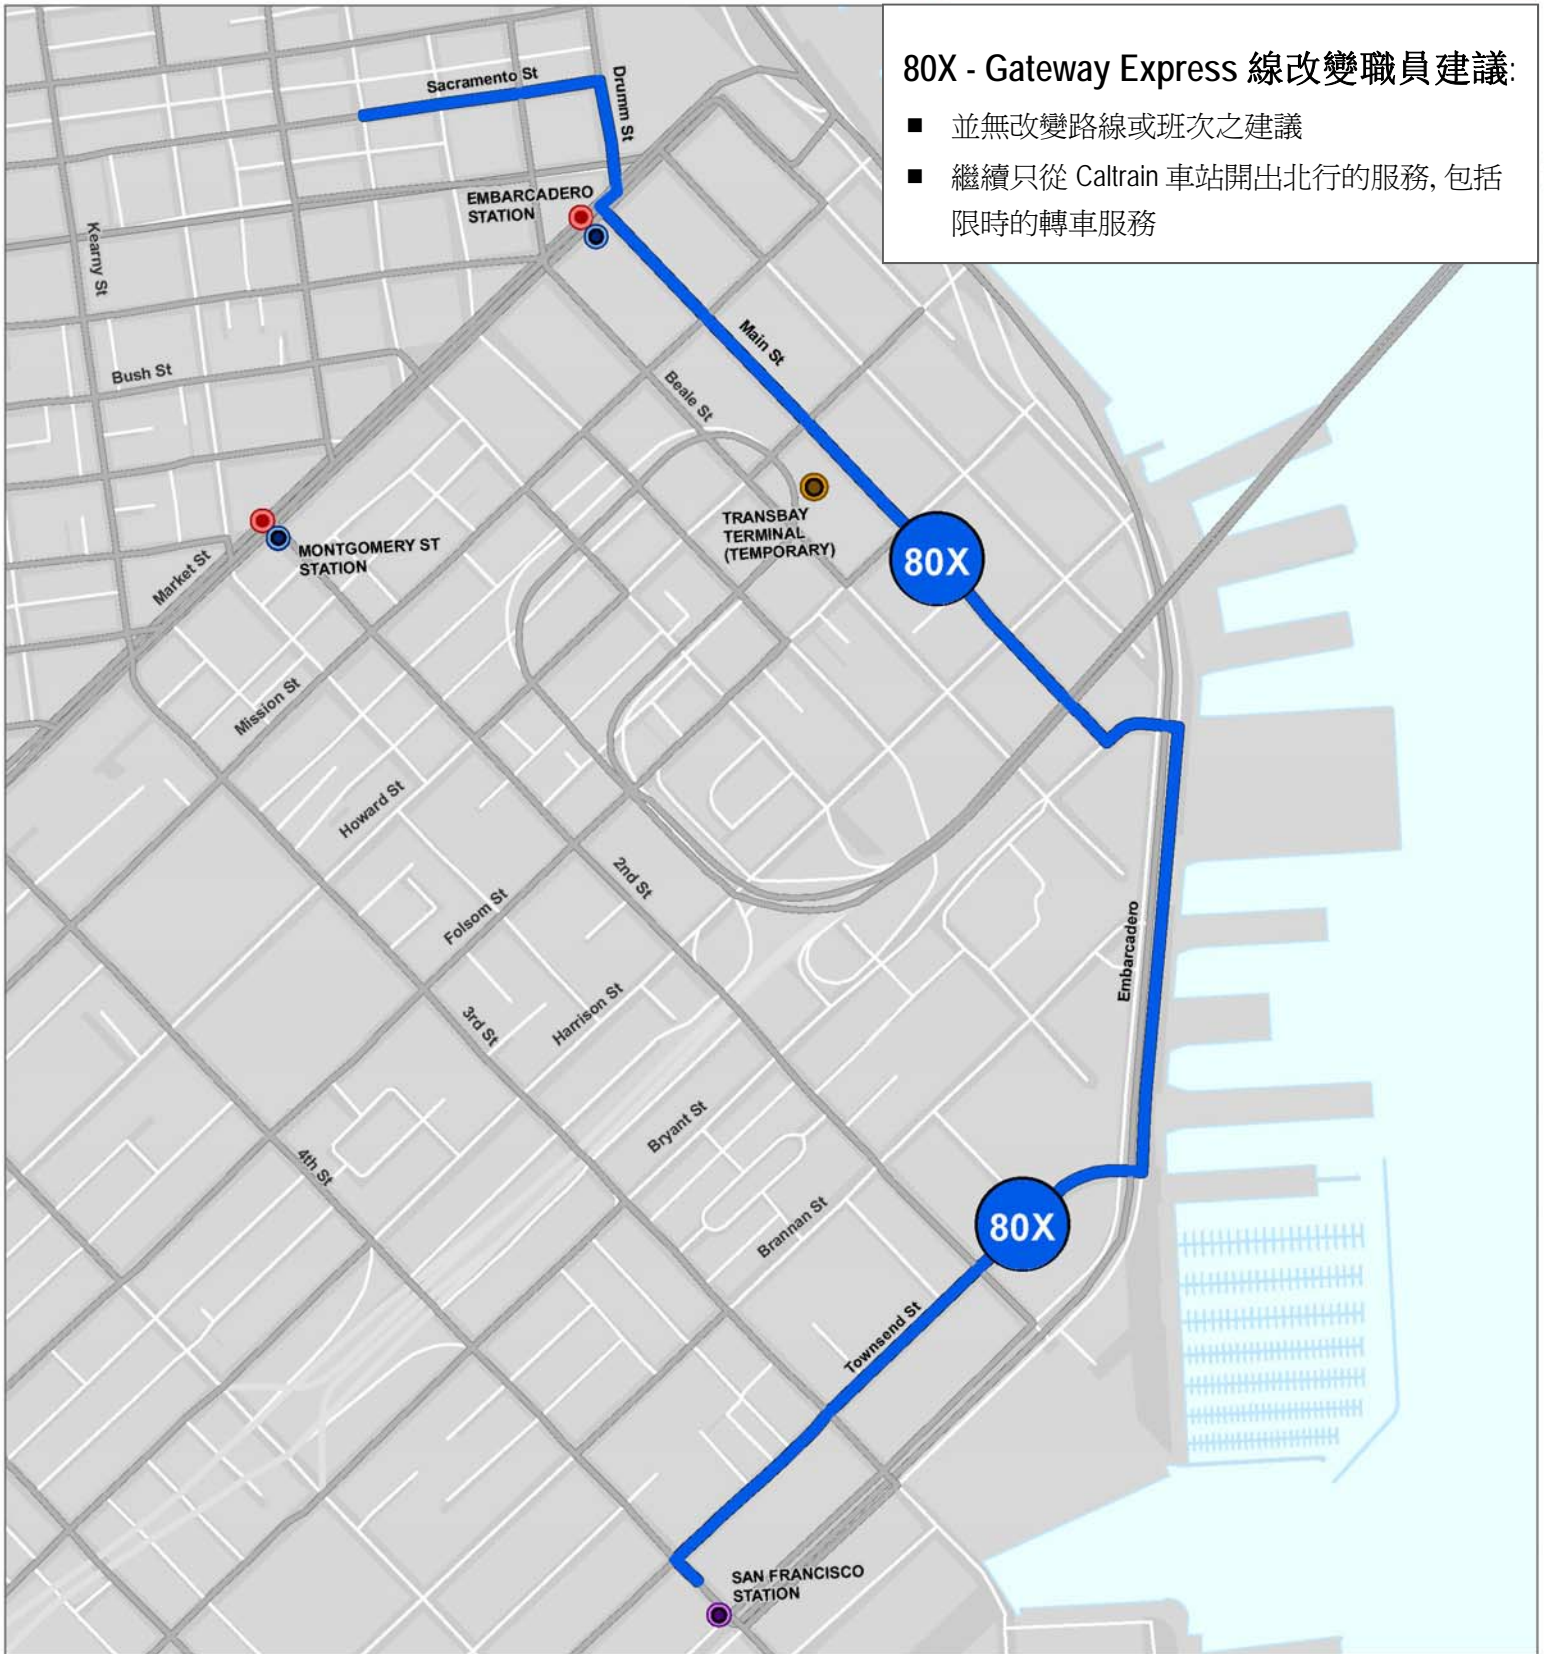 80X - Gateway Express 線改變職員建議:
■ 並無改變路線或班次之建議
■ 繼續只從 Caltrain 車站開出北行的服務, 包括
限時的轉車服務
Sacramento St
Drumm St
EMBARCADERO
STATION
Kearny St
Main St
Bush St
Beale St
TRANSBAY
TERMINAL
(TEMPORARY)
80X
MONTGOMERY ST
STATION
Market St
Mission St
Howard St
2nd St
Folsom St
Embarcadero
3rd St
Harrison St
Bryant St
4th St
Brannan St
80X
Townsend St
SAN FRANCISCO
STATION